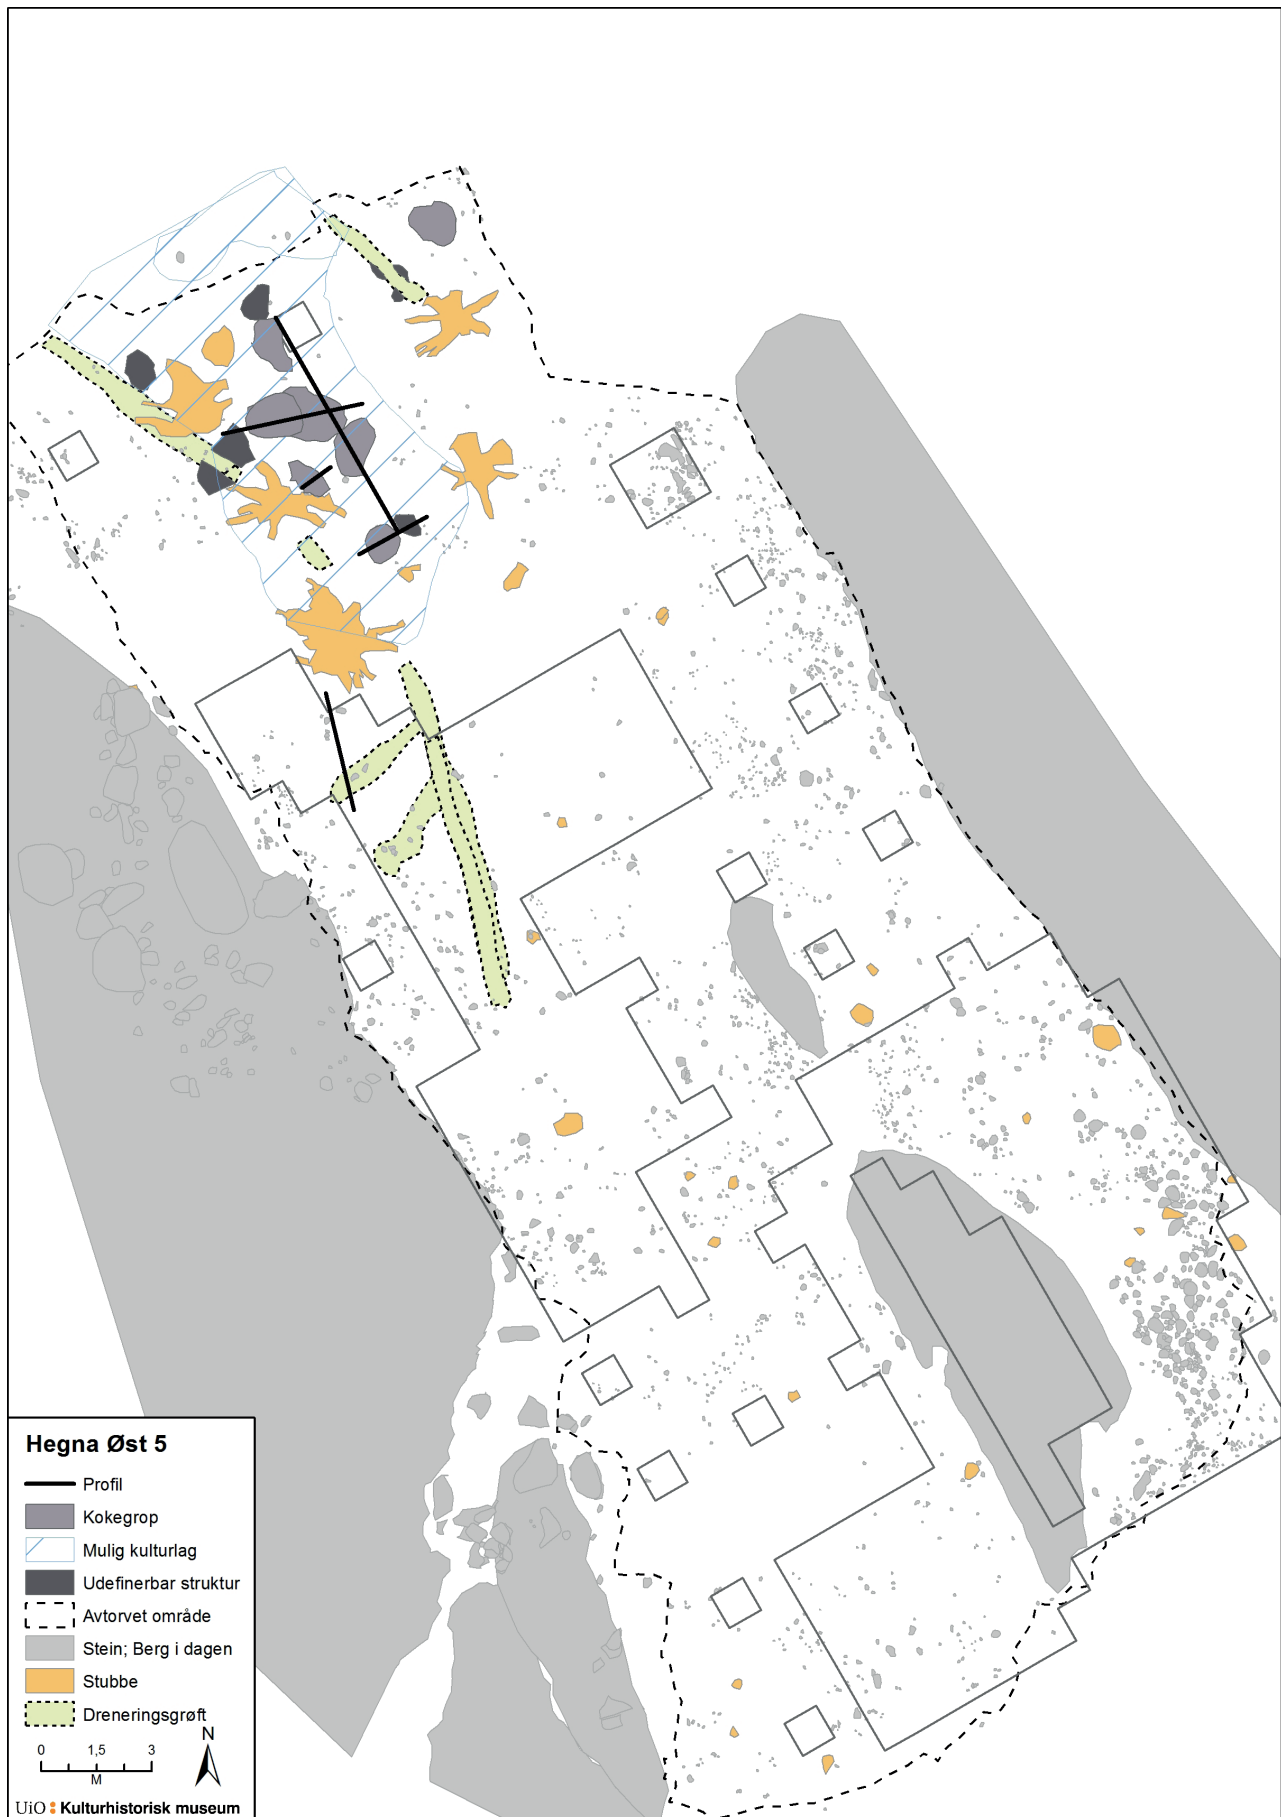 Hegna Øst 5
Profil
Kokegrop
Mulig kulturlag
Udefinerbar struktur
Avtorvet område
Stein; Berg i dagen
Stubbe
Dreneringsgrøft
N
0 1,5 3
M
UiO Kulturhistorisk museum